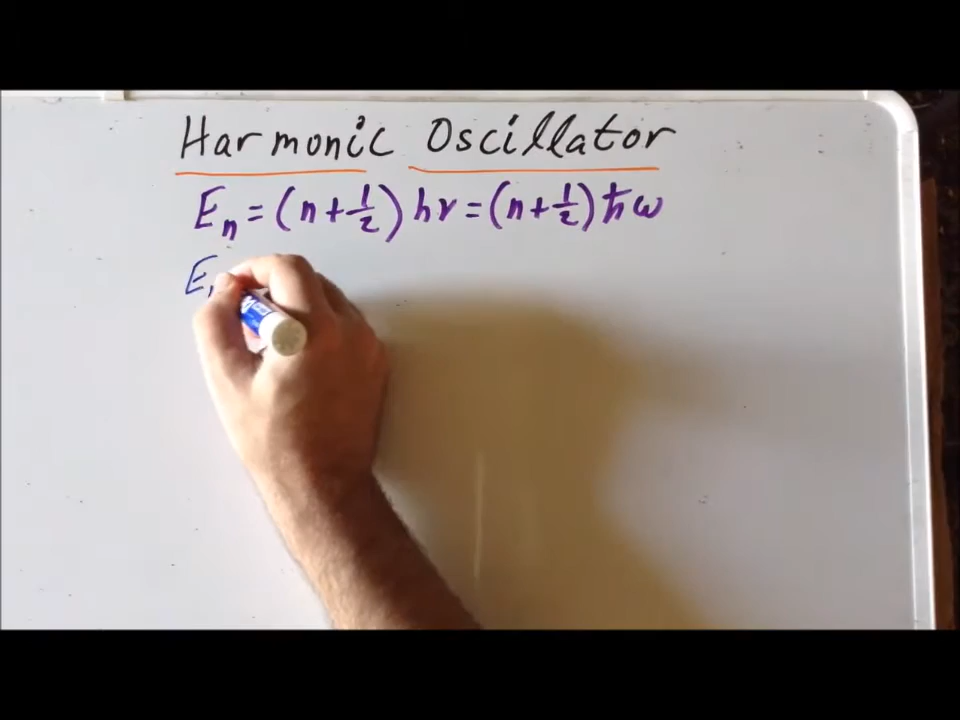 Harmonic Oscillator
Eₙ = (n + 1/2) hν = (n + 1/2) ħω
E